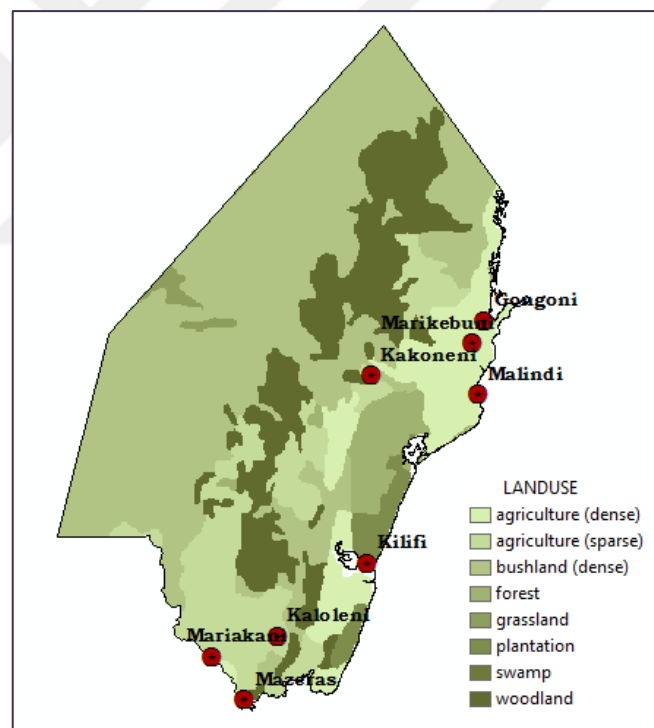 Gongoni
Marikebuni
Kakoneni
Malindi
LANDUSE
agriculture (dense)
agriculture (sparse)
bushland (dense)
forest
Kilifi
grassland
plantation
Kaloleni
Mariakani
swamp
Mazeras
woodland